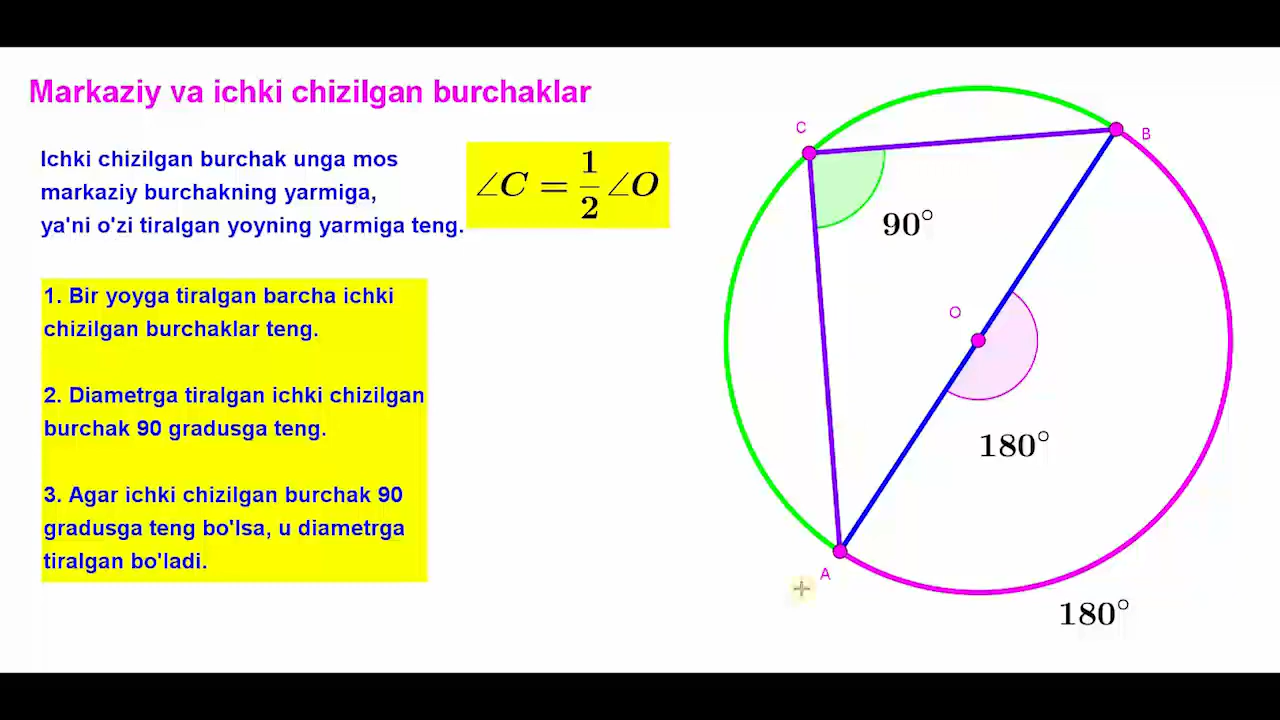 Markaziy va ichki chizilgan burchaklar
Ichki chizilgan burchak unga mos
markaziy burchakning yarmiga,
ya'ni o'zi tiralgan yoyning yarmiga teng.
∠C = 1/2 ∠O
1. Bir yoyga tiralgan barcha ichki
chizilgan burchaklar teng.
2. Diametrga tiralgan ichki chizilgan
burchak 90 gradusga teng.
3. Agar ichki chizilgan burchak 90
gradusga teng bo'lsa, u diametrga
tiralgan bo'ladi.
C
B
90°
O
180°
A
180°